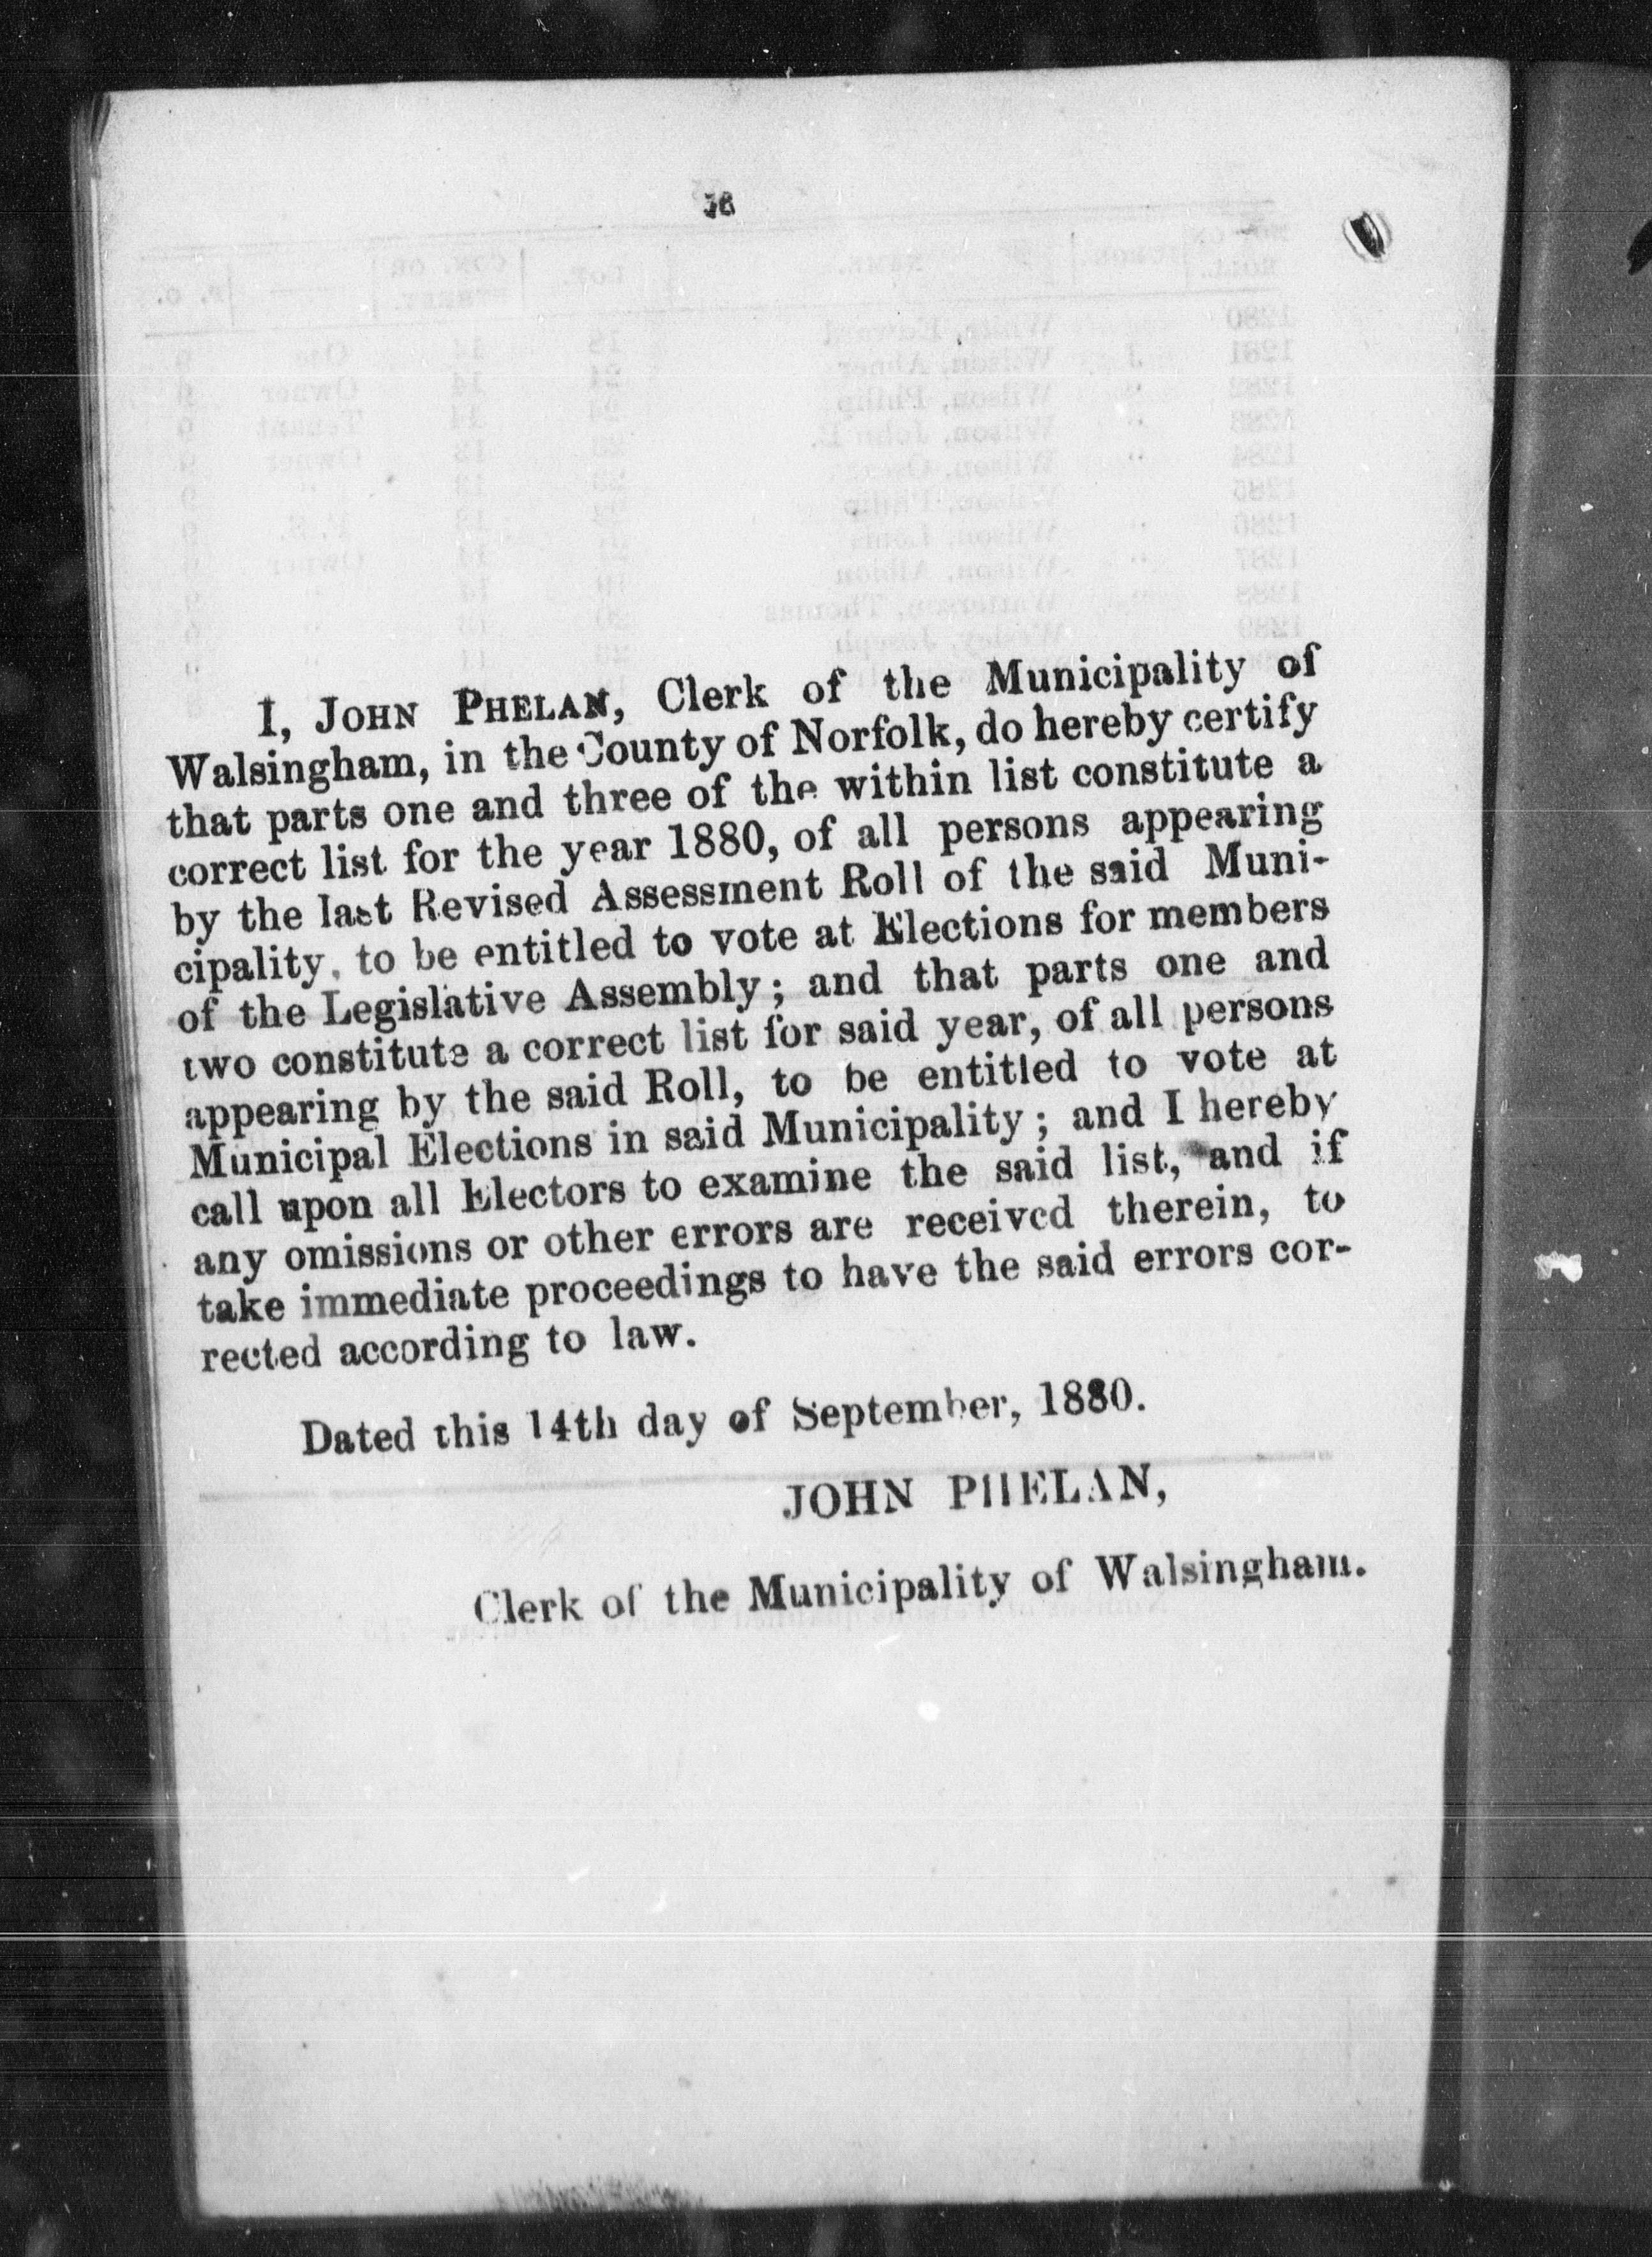 36
I, JOHN PHELAN, Clerk of the Municipality of
Walsingham, in the County of Norfolk, do hereby certify
that parts one and three of the within list constitute a
correct list for the year 1880, of all persons appearing
by the last Revised Assessment Roll of the said Muni-
cipality, to be entitled to vote at Elections for members
of the Legislative Assembly; and that parts one and
two constitute a correct list for said year, of all persons
appearing by the said Roll, to be entitled to vote at
Municipal Elections in said Municipality; and I hereby
call upon all Electors to examine the said list, and if
any omissions or other errors are received therein, to
take immediate proceedings to have the said errors cor-
rected according to law.
Dated this 14th day of September, 1880.
JOHN PHELAN,
Clerk of the Municipality of Walsingham.